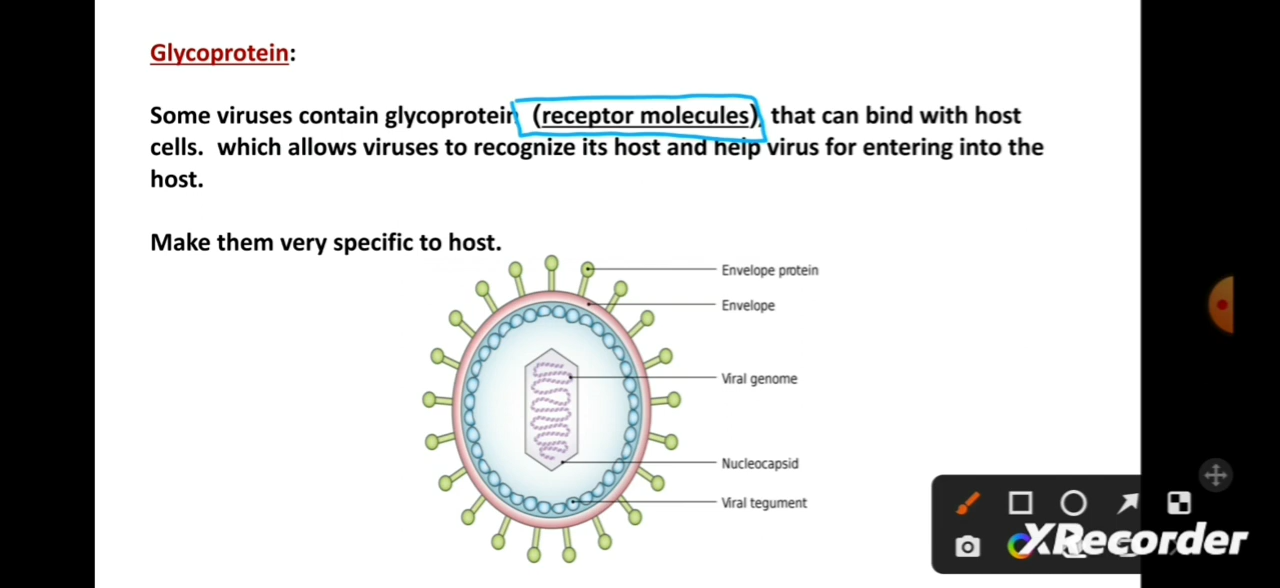 Glycoprotein:
Some viruses contain glycoprotein (receptor molecules), that can bind with host
cells. which allows viruses to recognize its host and help virus for entering into the
host.
Make them very specific to host.
Envelope protein
Envelope
Viral genome
Nucleocapsid
Viral tegument
XRecorder